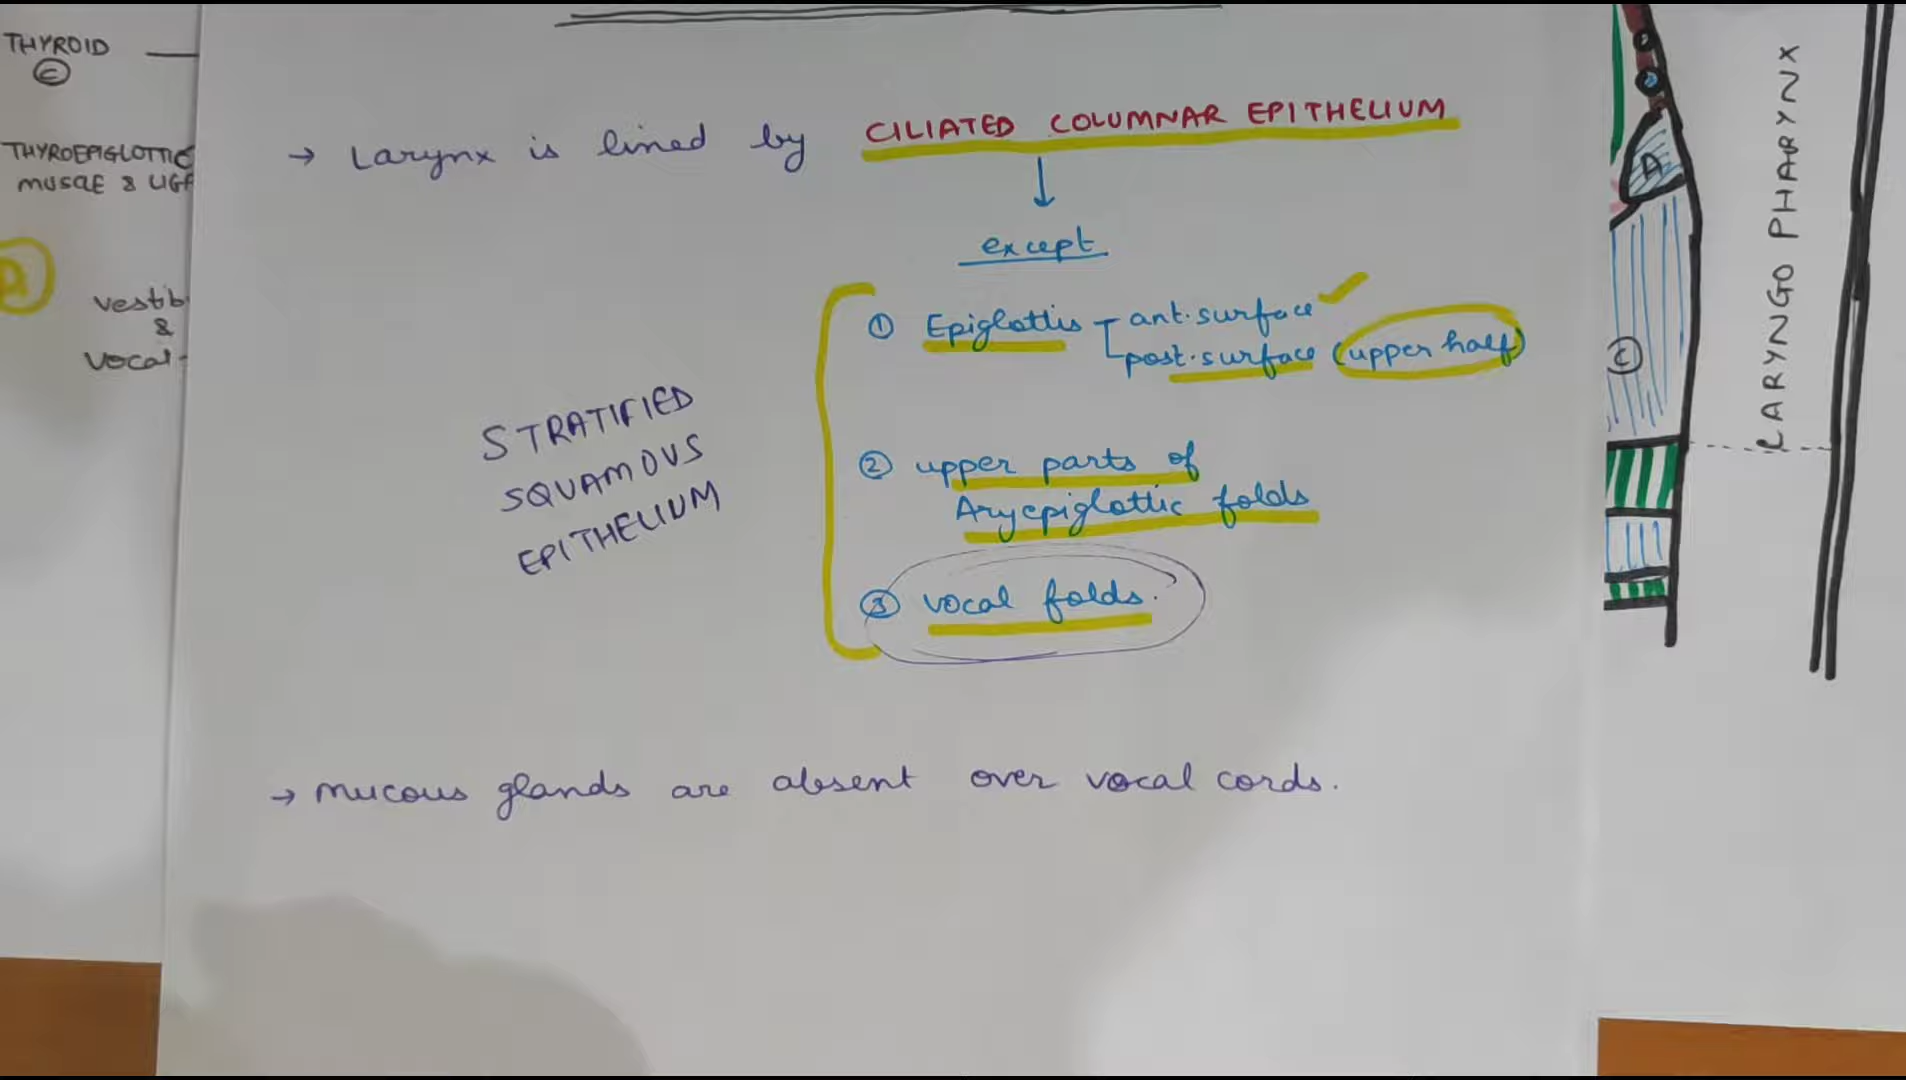 THYROID
C
THYROEPIGLOTTIC
MUSCLE & LIGA
A
vestib
&
vocal
→ Larynx is lined by CILIATED COLUMNAR EPITHELIUM
↓
except
① Epiglottis - ant. surface ✓
post. surface (upper half)
② upper parts of
Aryepiglottic folds
③ vocal folds.
STRATIFIED
SQUAMOUS
EPITHELIUM
→ mucous glands are absent over vocal cords.
A
C
LARYNGO PHARYNX